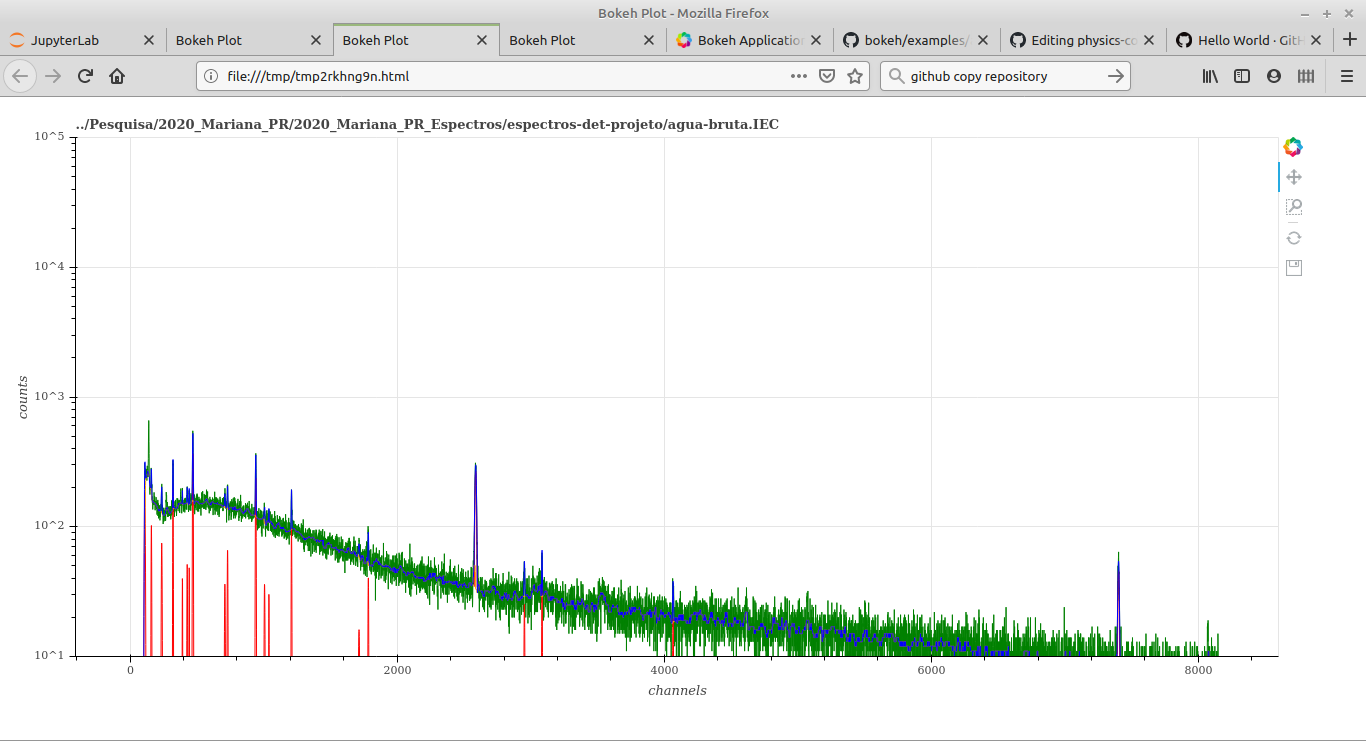 Bokeh Plot - Mozilla Firefox
JupyterLab
Bokeh Plot
Bokeh Plot
Bokeh Plot
Bokeh Application
bokeh/examples/
Editing physics-co
Hello World · GitH
file:///tmp/tmp2rkhng9n.html
github copy repository
../Pesquisa/2020_Mariana_PR/2020_Mariana_PR_Espectros/espectros-det-projeto/agua-bruta.IEC
10^5
10^4
10^3
10^2
10^1
counts
0 2000 4000 6000 8000
channels